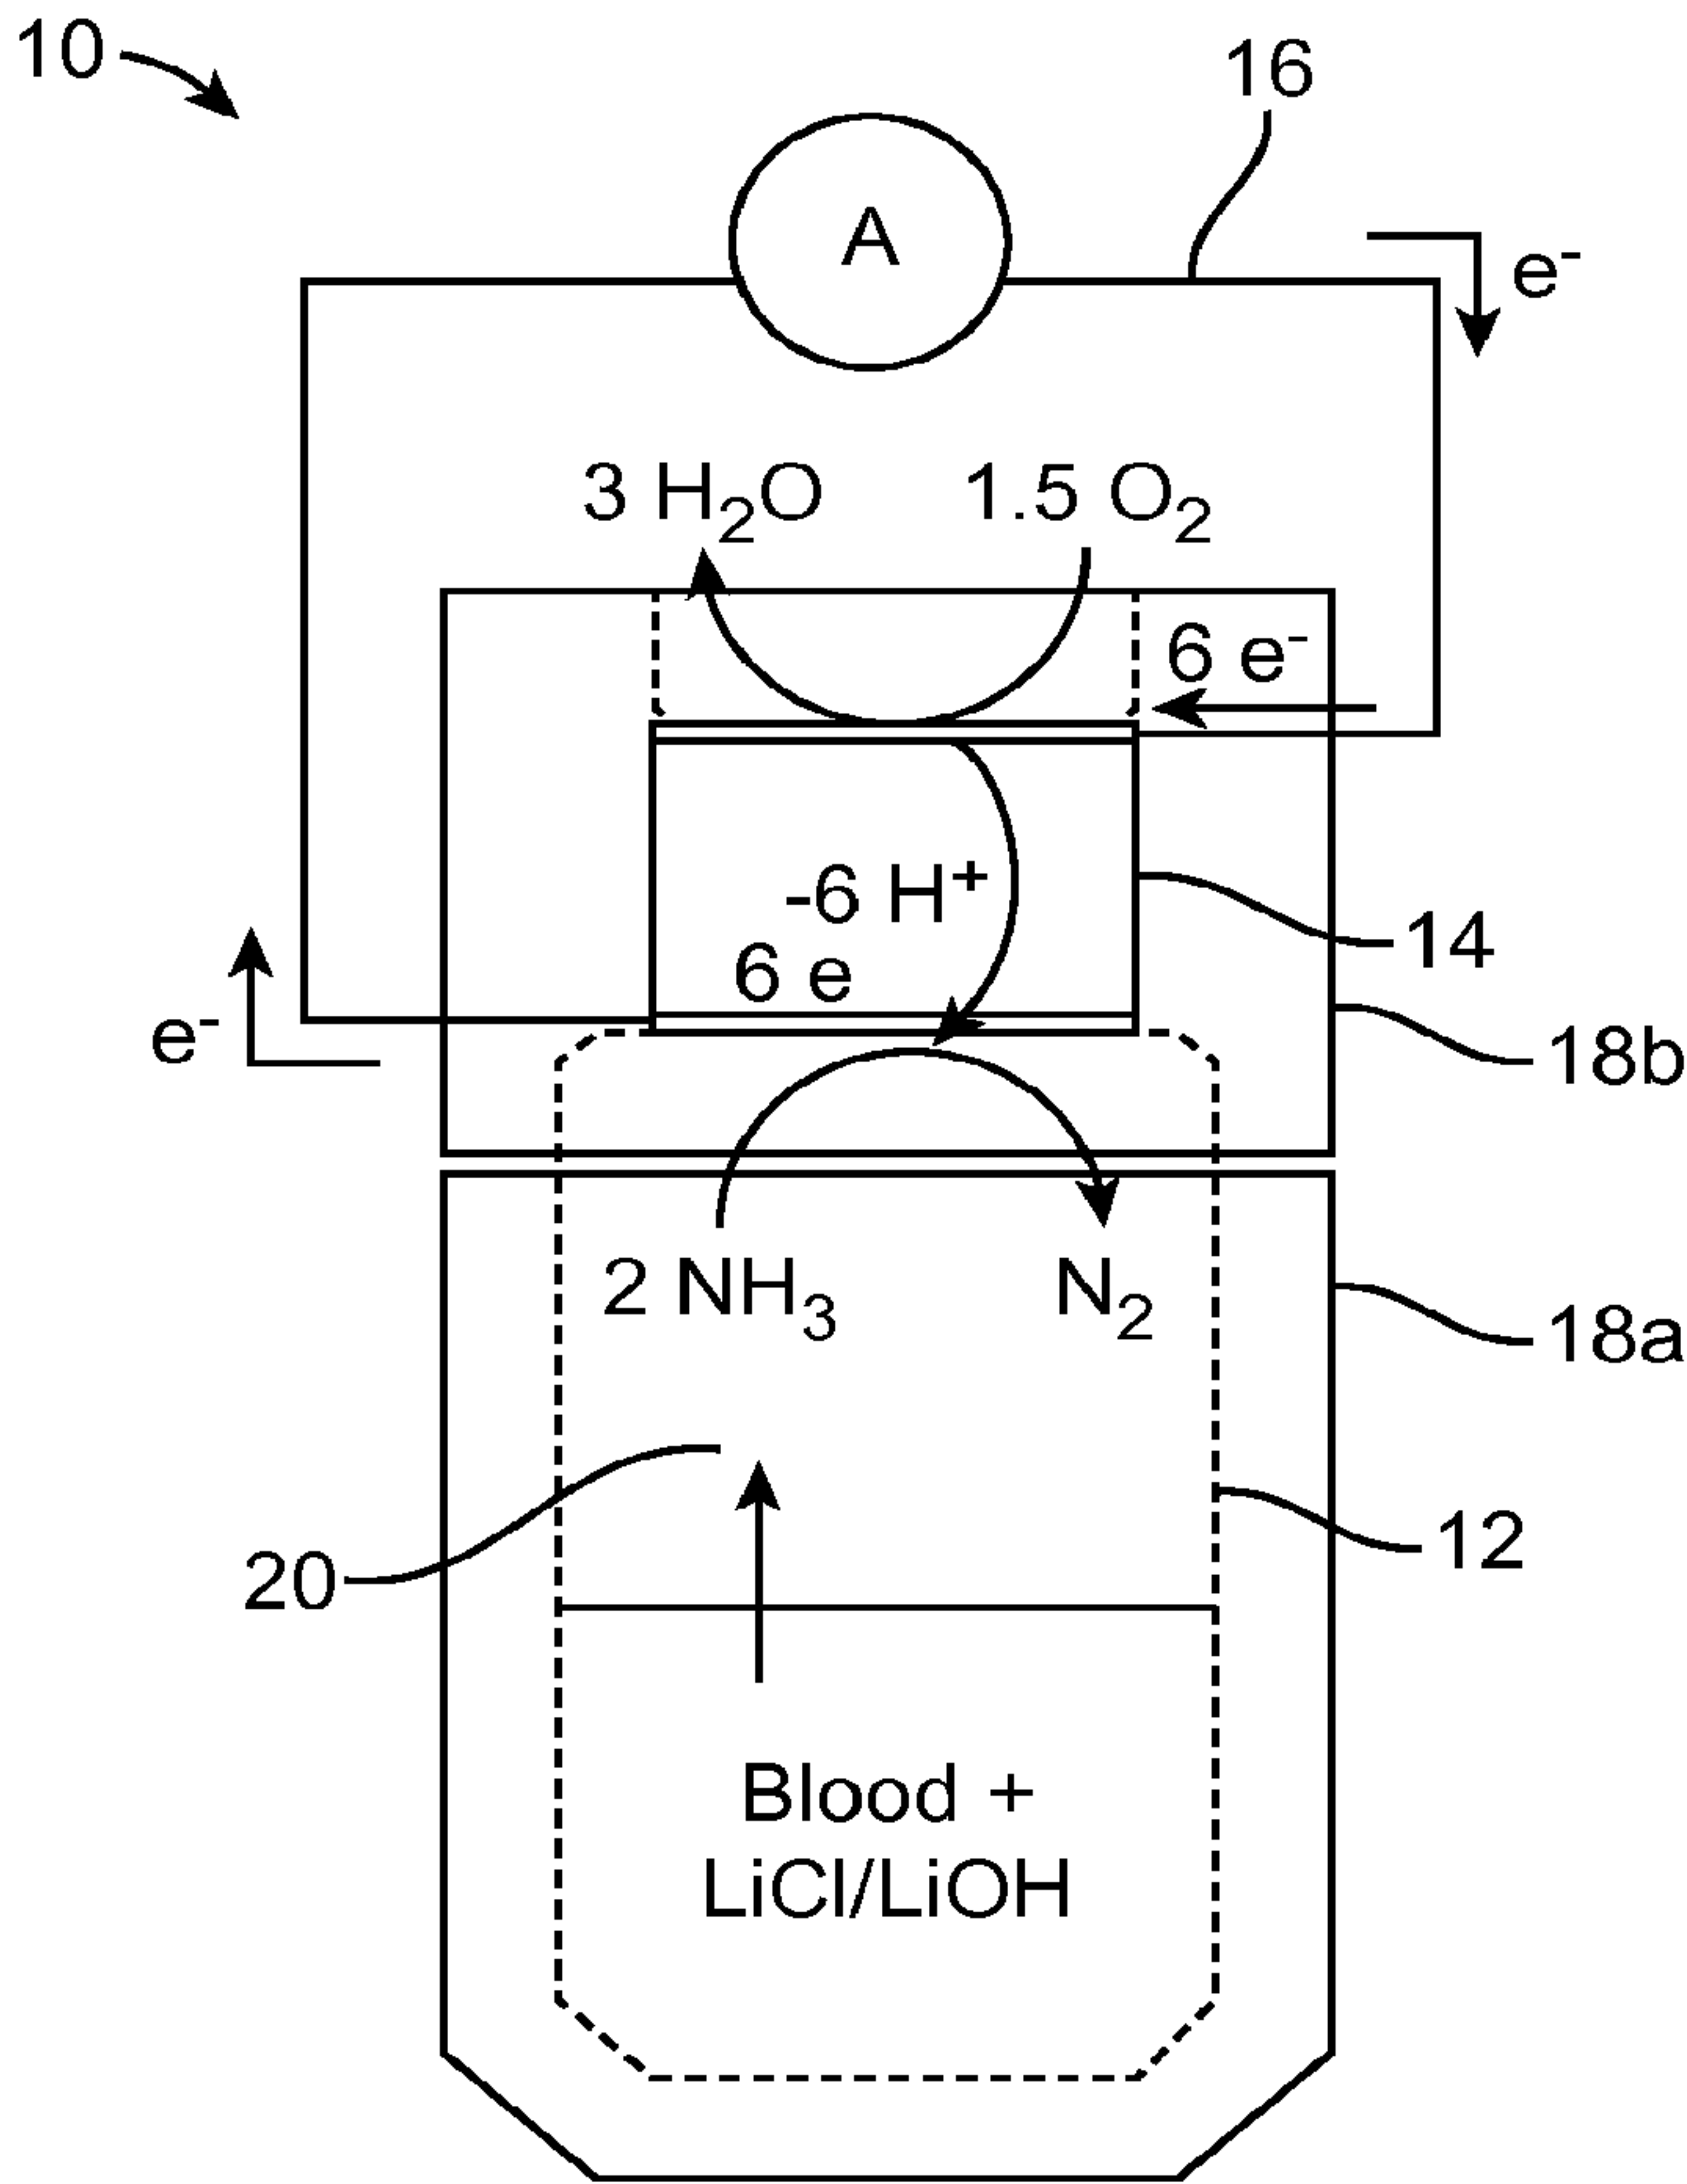 10
16
A
e-
3 H2O 1.5 O2
6 e-
-6 H+
6 e
14
e-
18b
2 NH3 N2
18a
12
20
Blood +
LiCl/LiOH